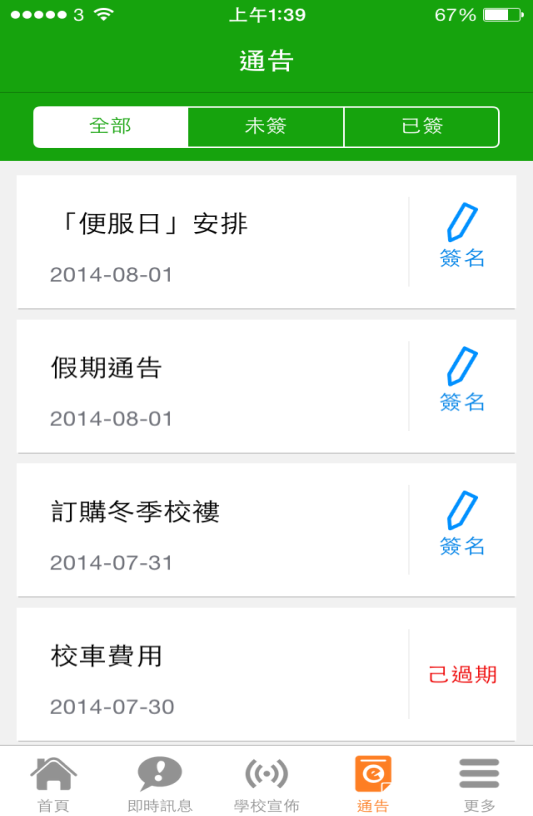 3 上午1:39 67%
通告
全部 未簽 已簽
「便服日」安排
簽名
2014-08-01
假期通告
簽名
2014-08-01
訂購冬季校褸
簽名
2014-07-31
校車費用
己過期
2014-07-30
首頁 即時訊息 學校宣佈 通告 更多